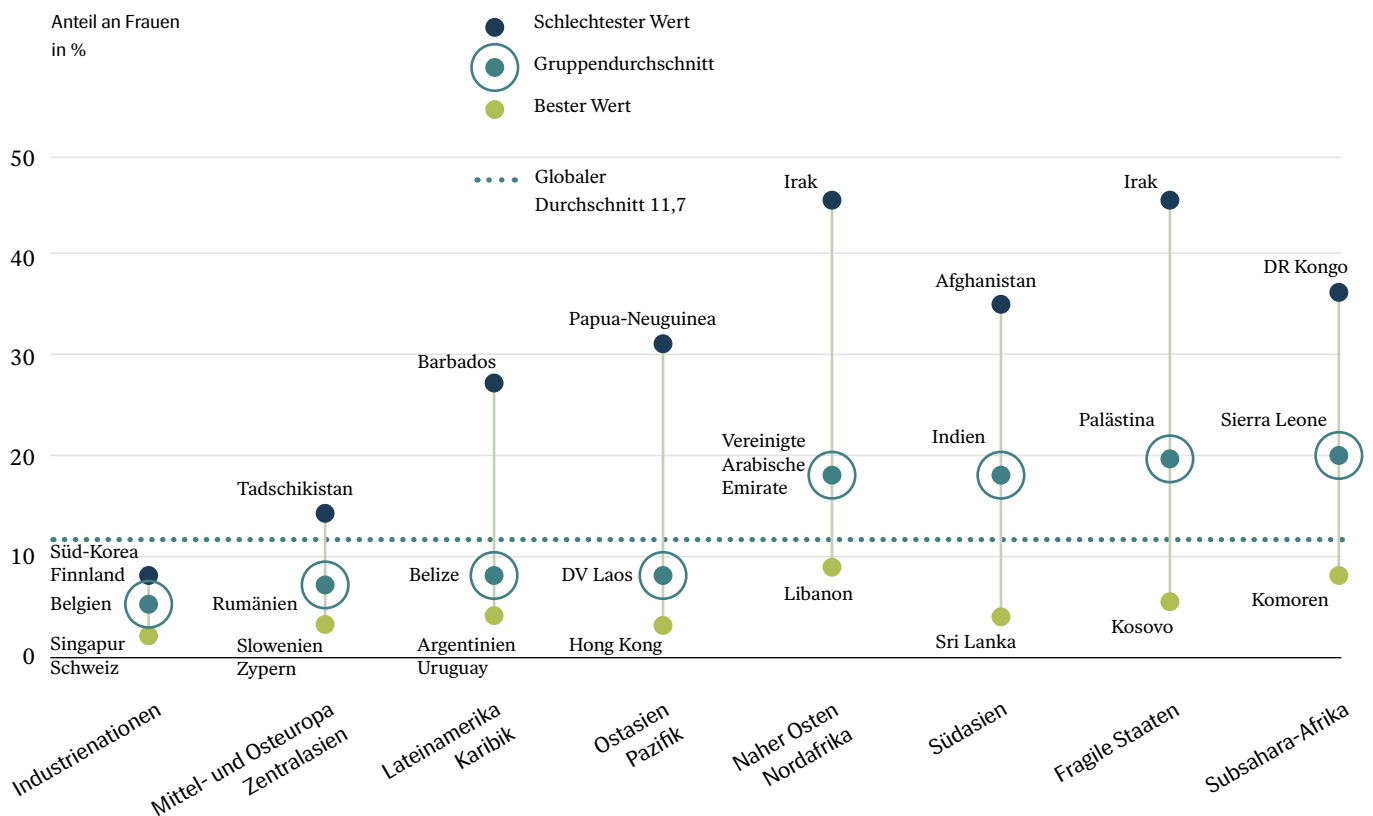 Anteil an Frauen
in %
Schlechtester Wert
Gruppendurchschnitt
Bester Wert
Globaler
Durchschnitt 11,7
50
40
30
20
10
0
Süd-Korea
Finnland
Belgien
Singapur
Schweiz
Tadschikistan
Rumänien
Slowenien
Zypern
Barbados
Belize
Argentinien
Uruguay
Papua-Neuguinea
DV Laos
Hong Kong
Irak
Vereinigte
Arabische
Emirate
Libanon
Afghanistan
Indien
Sri Lanka
Irak
Palästina
Kosovo
DR Kongo
Sierra Leone
Komoren
Industrienationen
Mittel- und Osteuropa
Zentralasien
Lateinamerika
Karibik
Ostasien
Pazifik
Naher Osten
Nordafrika
Südasien
Fragile Staaten
Subsahara-Afrika